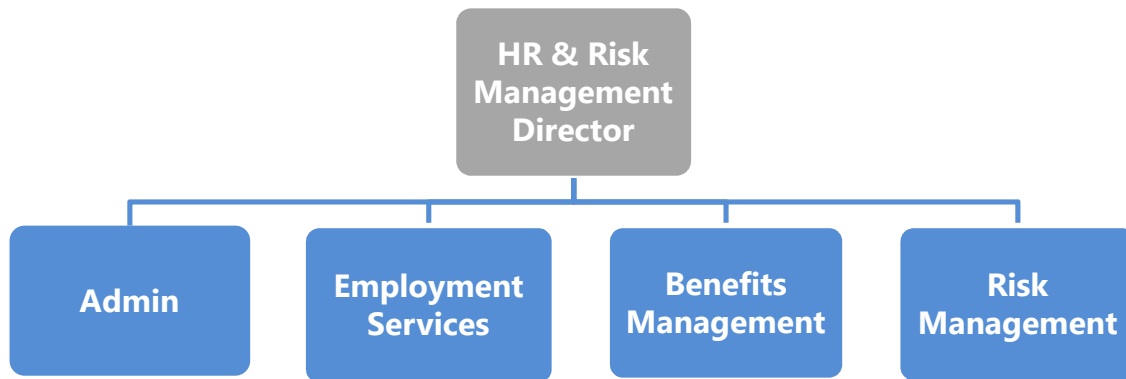 HR & Risk
Management
Director
Admin
Employment
Services
Benefits
Management
Risk
Management